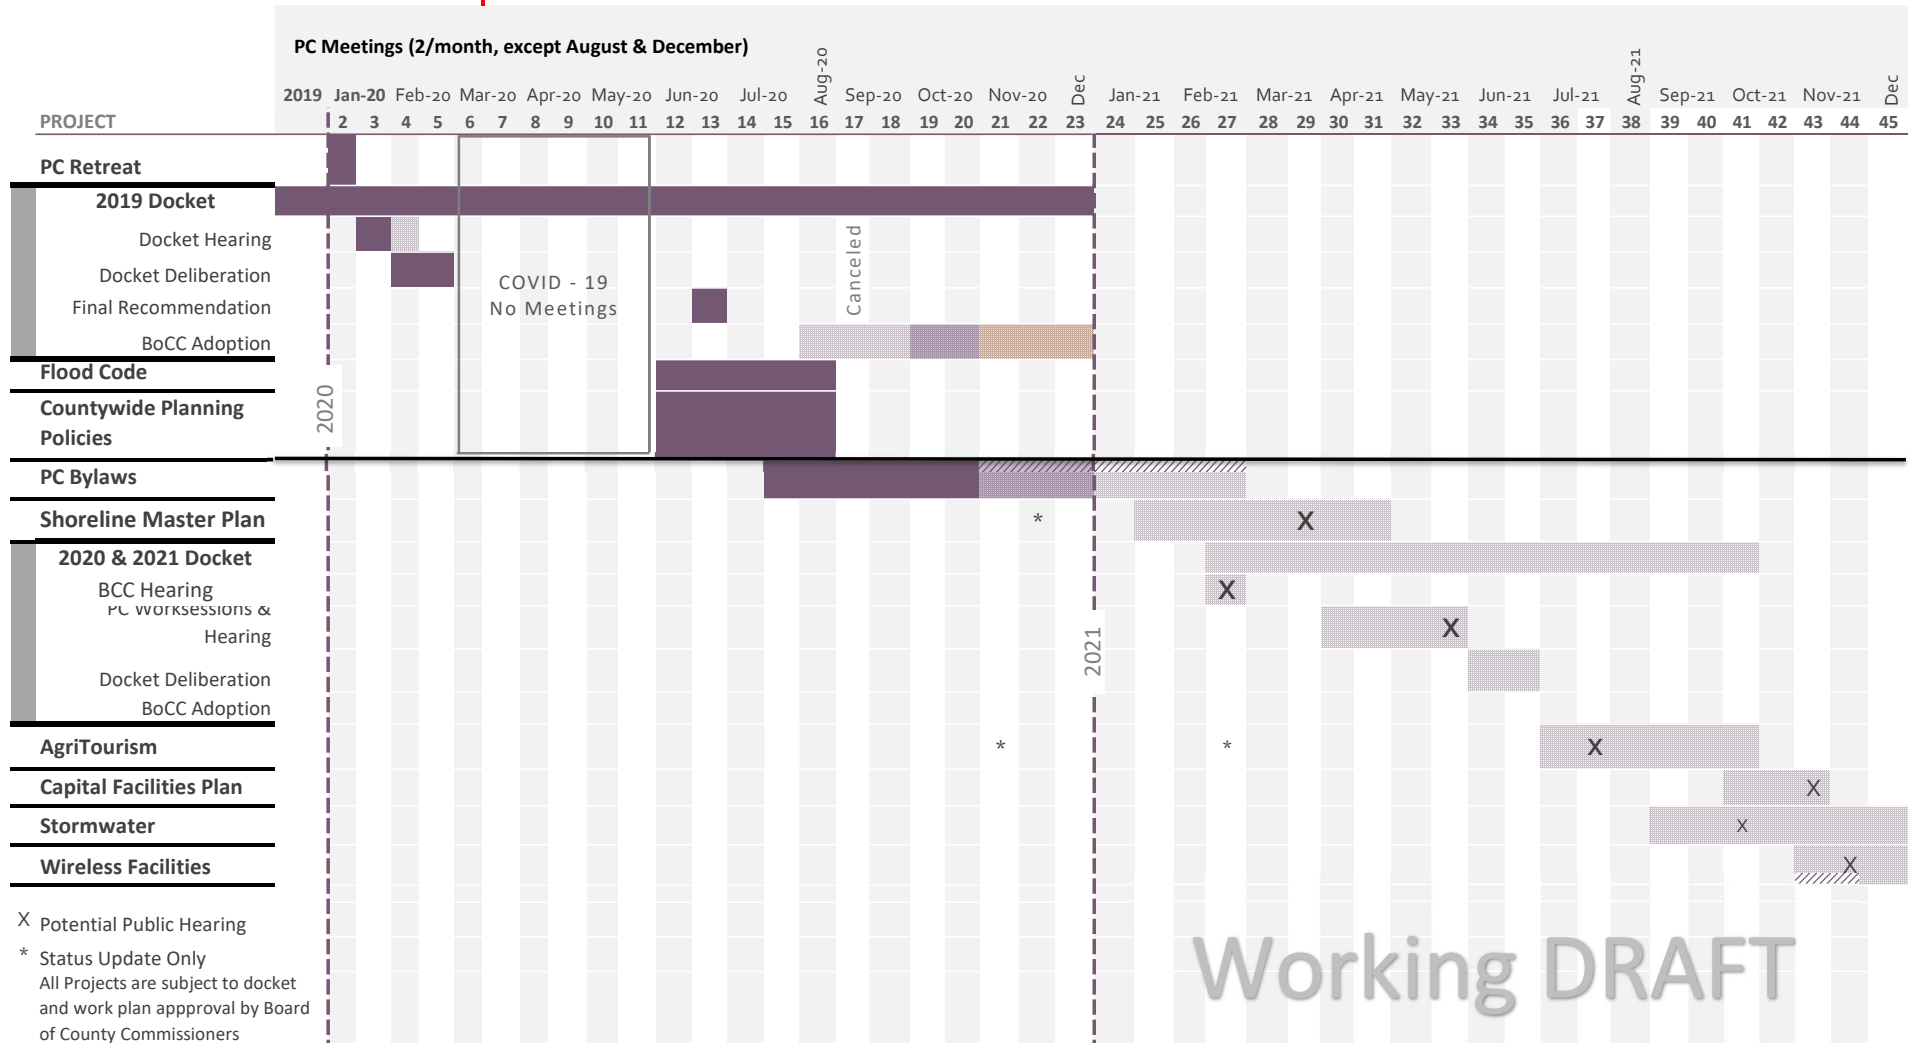 PC Meetings (2/month, except August & December)
2019 Jan-20 Feb-20 Mar-20 Apr-20 May-20 Jun-20 Jul-20 Aug-20 Sep-20 Oct-20 Nov-20 Dec Jan-21 Feb-21 Mar-21 Apr-21 May-21 Jun-21 Jul-21 Aug-21 Sep-21 Oct-21 Nov-21 Dec
PROJECT 2 3 4 5 6 7 8 9 10 11 12 13 14 15 16 17 18 19 20 21 22 23 24 25 26 27 28 29 30 31 32 33 34 35 36 37 38 39 40 41 42 43 44 45
PC Retreat
2019 Docket
Docket Hearing
Docket Deliberation
Final Recommendation
BoCC Adoption
COVID - 19
No Meetings
Canceled
Flood Code
2020
Countywide Planning
Policies
PC Bylaws
Shoreline Master Plan * X
2020 & 2021 Docket
BCC Hearing X
PC Worksessions &
Hearing X
2021
Docket Deliberation
BoCC Adoption
AgriTourism * * X
Capital Facilities Plan X
Stormwater X
Wireless Facilities X
X Potential Public Hearing
* Status Update Only
All Projects are subject to docket
and work plan appproval by Board
of County Commissioners
Working DRAFT